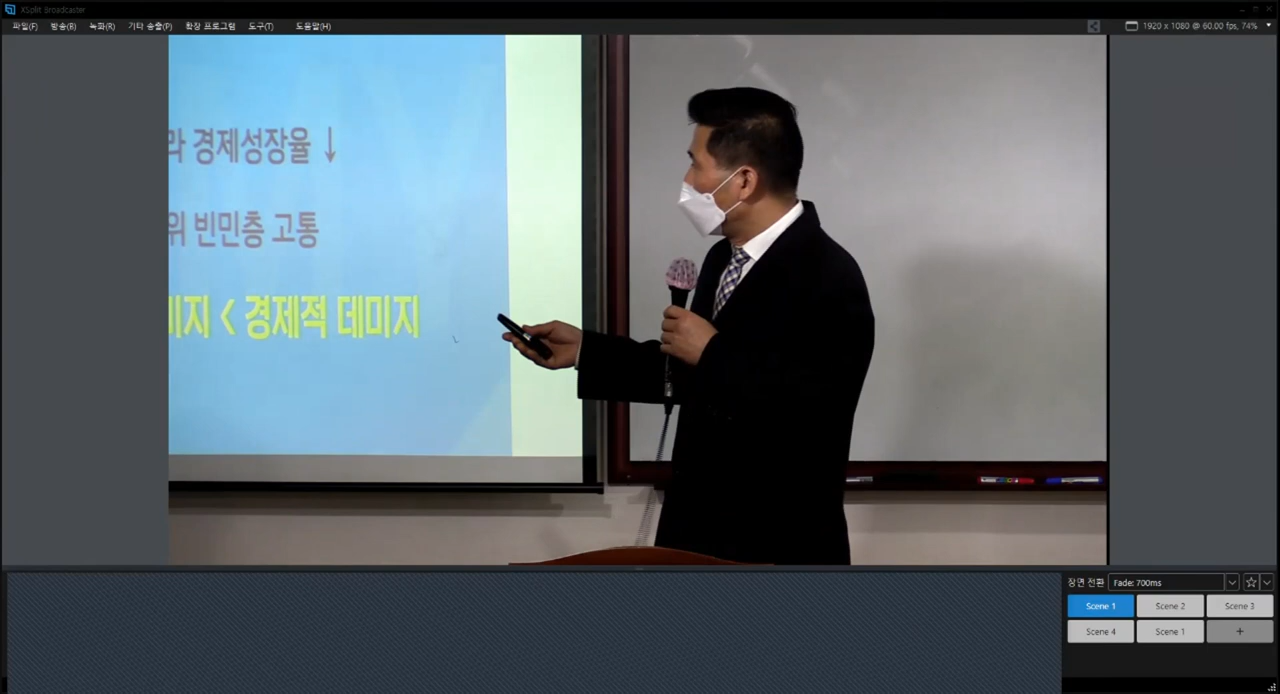 XSplit Broadcaster
파일(F) 방송(B) 녹화(R) 기타 송출(P) 확장 프로그램 도구(T) 도움말(H)
1920 x 1080 @ 60.00 fps, 74%
경제성장율 ↓
위 빈민층 고통
미지 < 경제적 데미지
장면 전환 Fade: 700ms
Scene 1 Scene 2 Scene 3
Scene 4 Scene 1 +